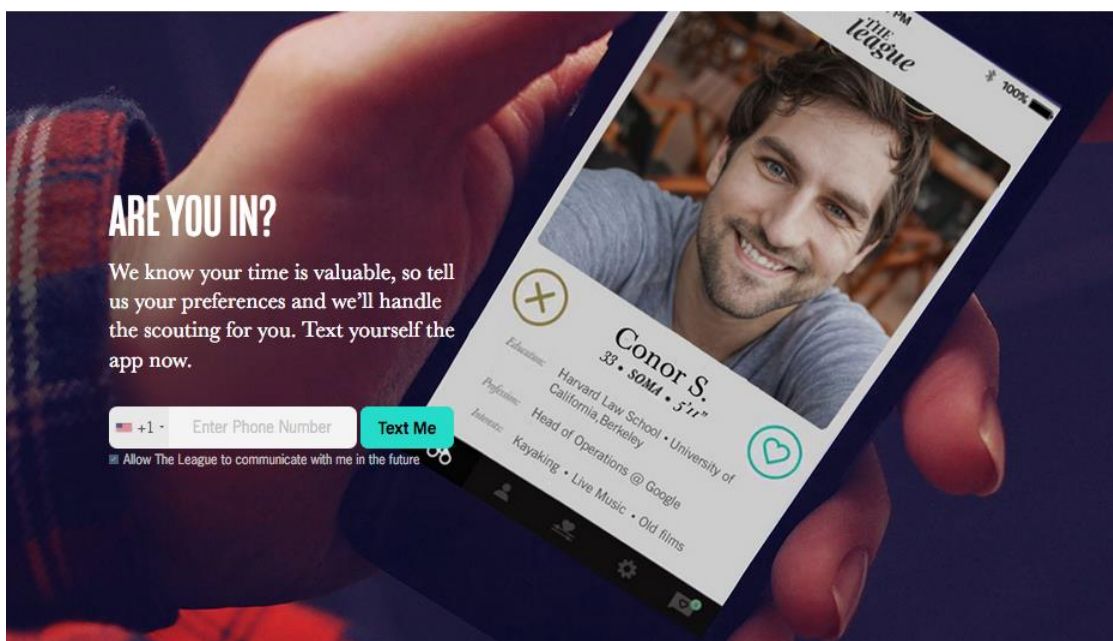 PM
THE
league
100%
ARE YOU IN?
We know your time is valuable, so tell
us your preferences and we’ll handle
the scouting for you. Text yourself the
app now.
+1
Enter Phone Number
Text Me
Allow The League to communicate with me in the future
Conor S.
33 • SOMA • 5'11"
Education:
Harvard Law School • University of
California,Berkeley
Profession:
Head of Operations @ Google
Interests:
Kayaking • Live Music • Old films